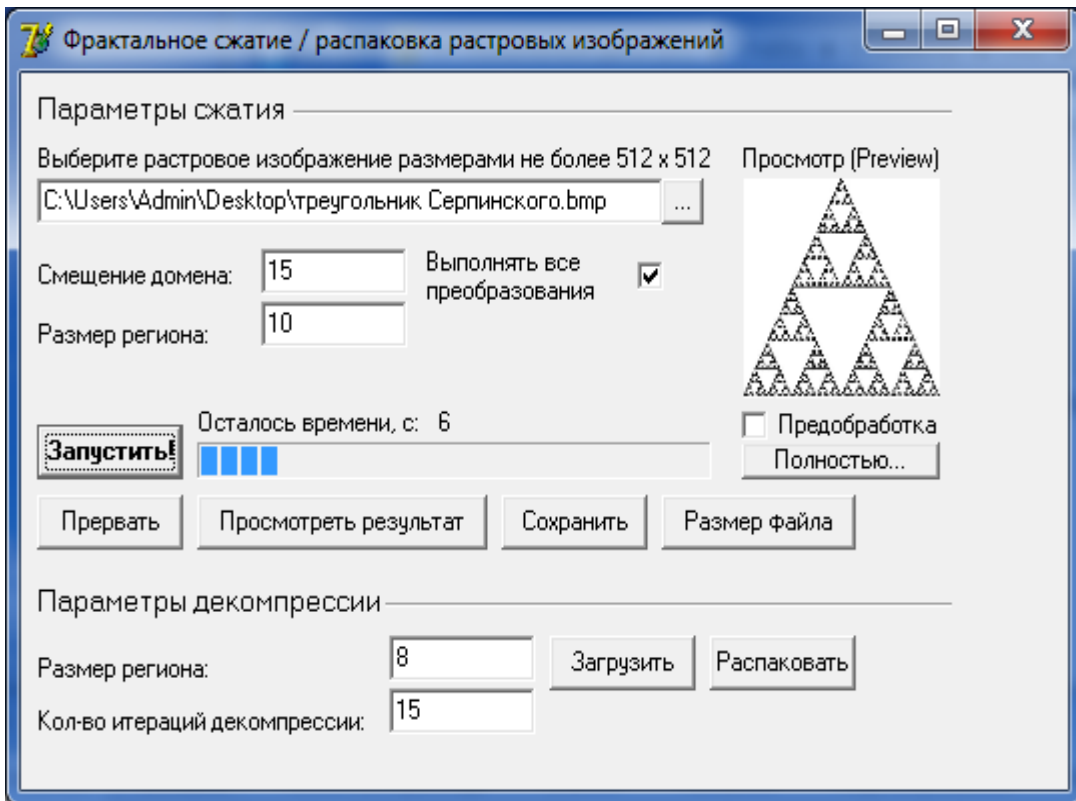 Фрактальное сжатие / распаковка растровых изображений
Параметры сжатия
Выберите растровое изображение размерами не более 512 x 512
Просмотр (Preview)
C:\Users\Admin\Desktop\треугольник Серпинского.bmp
...
Смещение домена:
15
Выполнять все
преобразования
Размер региона:
10
Осталось времени, с: 6
Предобработка
Запустить!
Полностью...
Прервать
Просмотреть результат
Сохранить
Размер файла
Параметры декомпрессии
Размер региона:
8
Загрузить
Распаковать
Кол-во итераций декомпрессии:
15